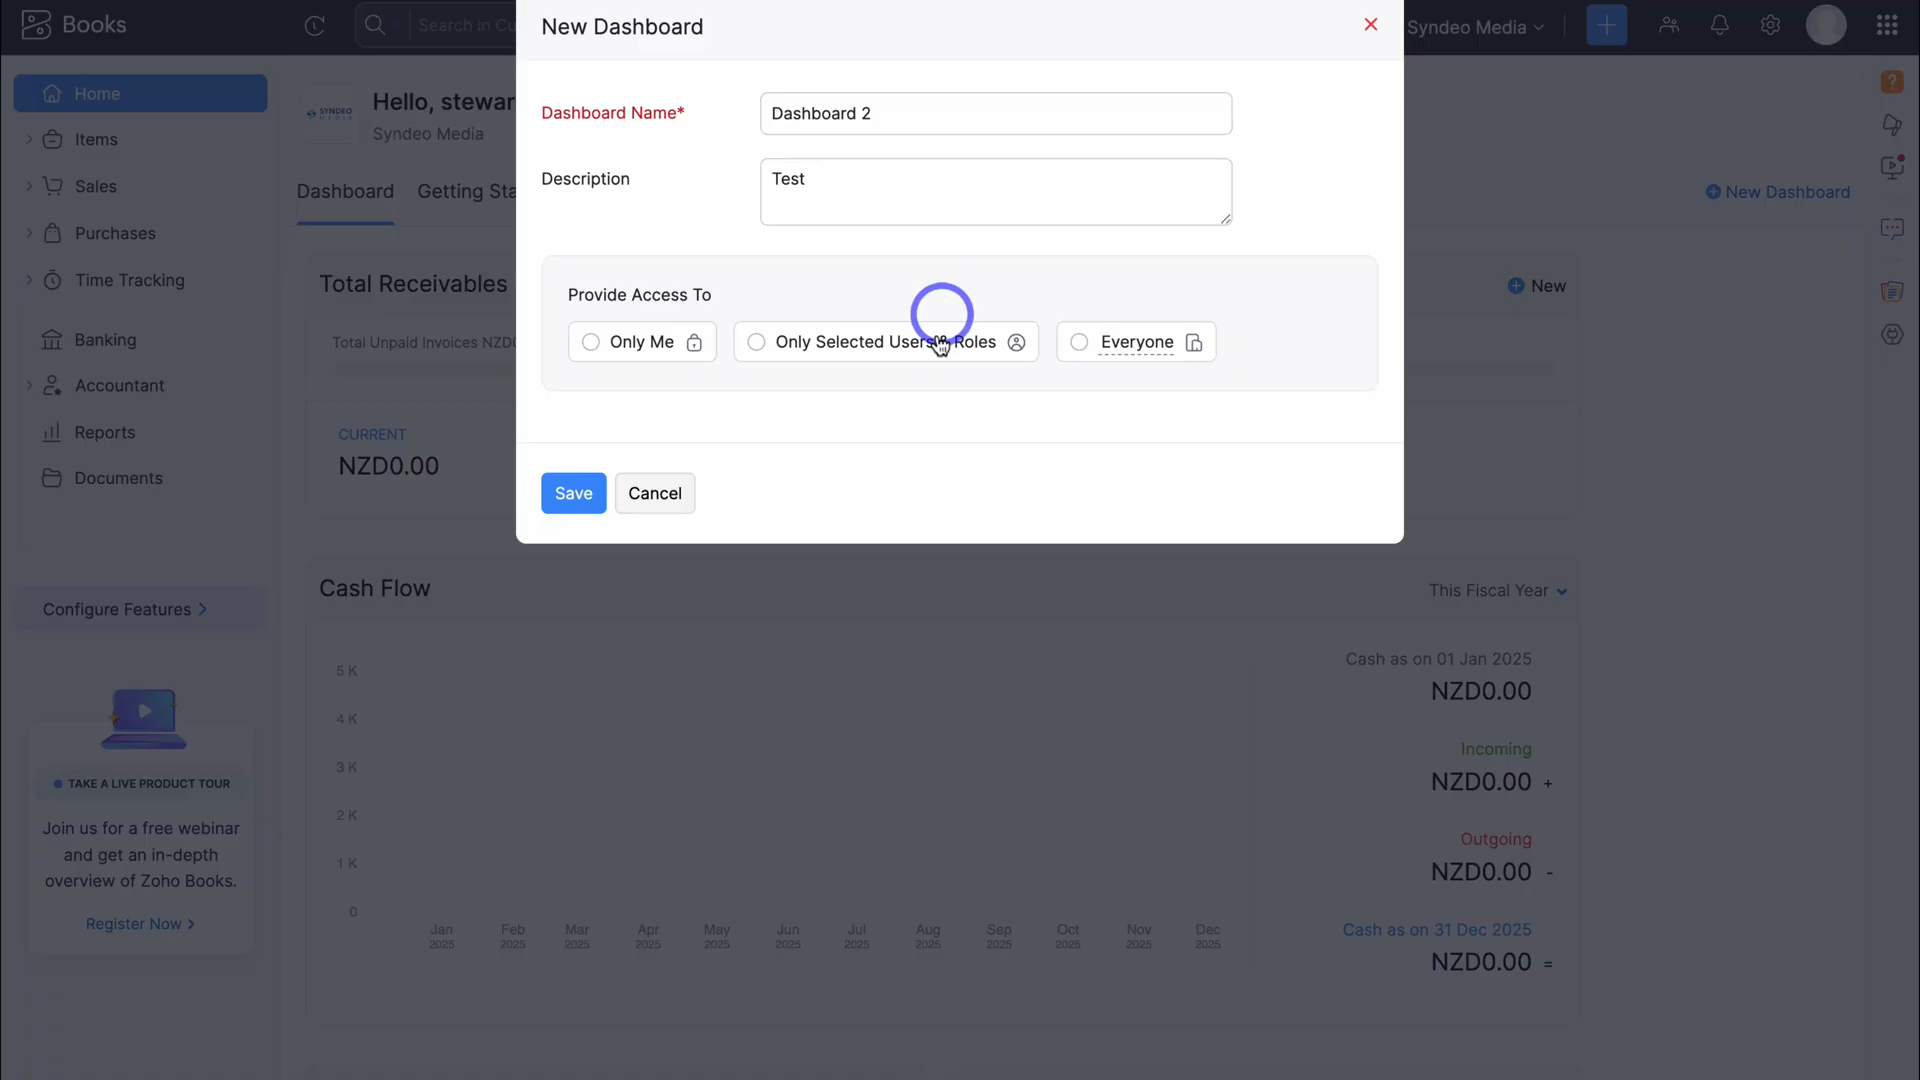 Books
Search in Cu
Syndeo Media
New Dashboard
Dashboard Name*
Dashboard 2
Description
Test
Provide Access To
Only Me
Only Selected Users Roles
Everyone
Save
Cancel
Home
Items
Sales
Purchases
Time Tracking
Banking
Accountant
Reports
Documents
Configure Features >
TAKE A LIVE PRODUCT TOUR
Join us for a free webinar
and get an in-depth
overview of Zoho Books.
Register Now >
SYNDEO
Hello, stewar
Syndeo Media
Dashboard
Getting Sta
New Dashboard
Total Receivables
New
Total Unpaid Invoices NZD
CURRENT
NZD0.00
Cash Flow
This Fiscal Year
5 K
4 K
3 K
2 K
1 K
0
Jan Feb Mar Apr May Jun Jul Aug Sep Oct Nov Dec
2025 2025 2025 2025 2025 2025 2025 2025 2025 2025 2025 2025
Cash as on 01 Jan 2025
NZD0.00
Incoming
NZD0.00 +
Outgoing
NZD0.00 -
Cash as on 31 Dec 2025
NZD0.00 =